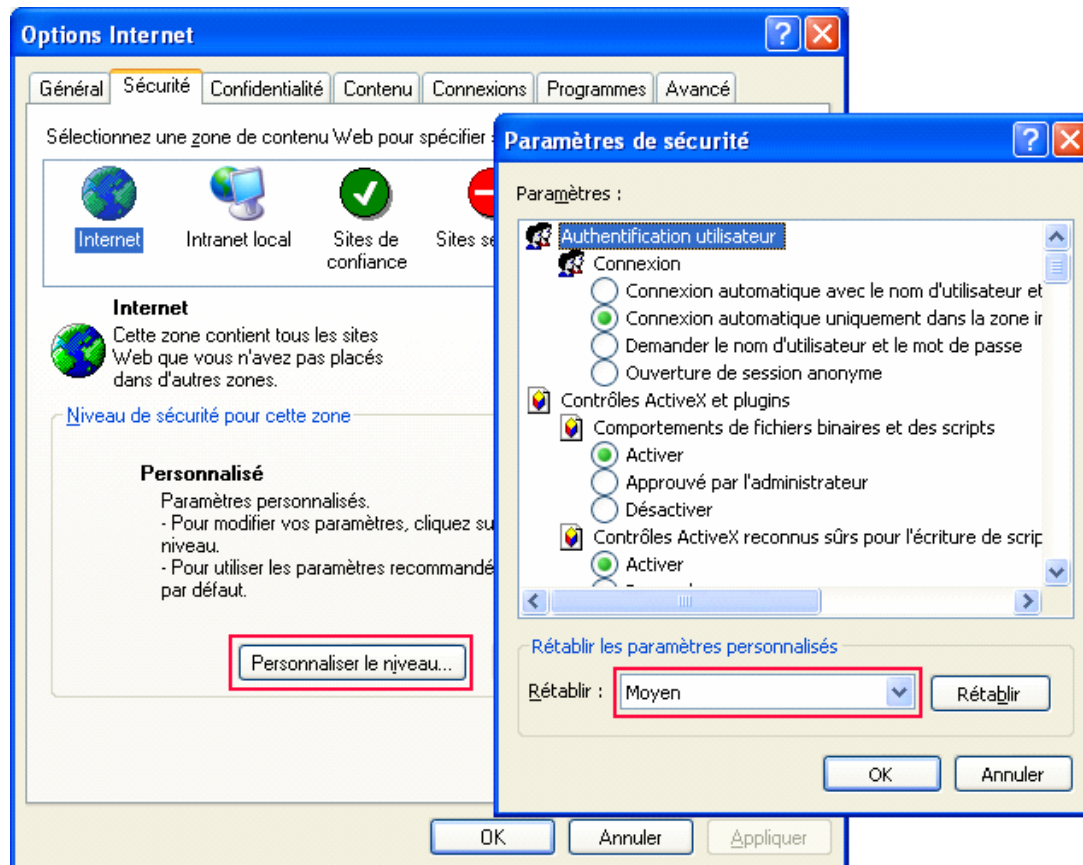 Options Internet
Général Sécurité Confidentialité Contenu Connexions Programmes Avancé
Sélectionnez une zone de contenu Web pour spécifier
Internet
Intranet local
Sites de
confiance
Sites
Internet
Cette zone contient tous les sites
Web que vous n'avez pas placés
dans d'autres zones.
Niveau de sécurité pour cette zone
Personnalisé
Paramètres personnalisés.
- Pour modifier vos paramètres, cliquez
niveau.
- Pour utiliser les paramètres
par défaut.
Personnaliser le niveau...
OK Annuler Appliquer
Paramètres de sécurité
Paramètres :
Authentification utilisateur
Connexion
Connexion automatique avec le nom d'utilisateur et
Connexion automatique uniquement dans la zone
Demander le nom d'utilisateur et le mot de passe
Ouverture de session anonyme
Contrôles ActiveX et plugins
Comportements de fichiers binaires et des scripts
Activer
Approuvé par l'administrateur
Désactiver
Contrôles ActiveX reconnus sûrs pour l'écriture de
Activer
Rétablir les paramètres personnalisés
Rétablir : Moyen Rétablir
OK Annuler